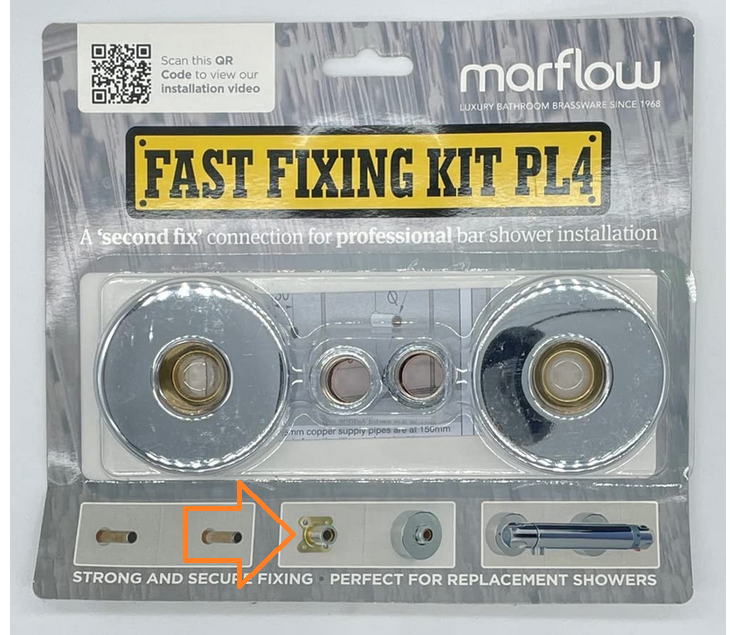 Scan this QR
Code to view our
installation video
marflow
LUXURY BATHROOM BRASSWARE SINCE 1968
FAST FIXING KIT PL4
A 'second fix' connection for professional bar shower installation
mm copper supply pipes are at 150mm
STRONG AND SECURE FIXING • PERFECT FOR REPLACEMENT SHOWERS